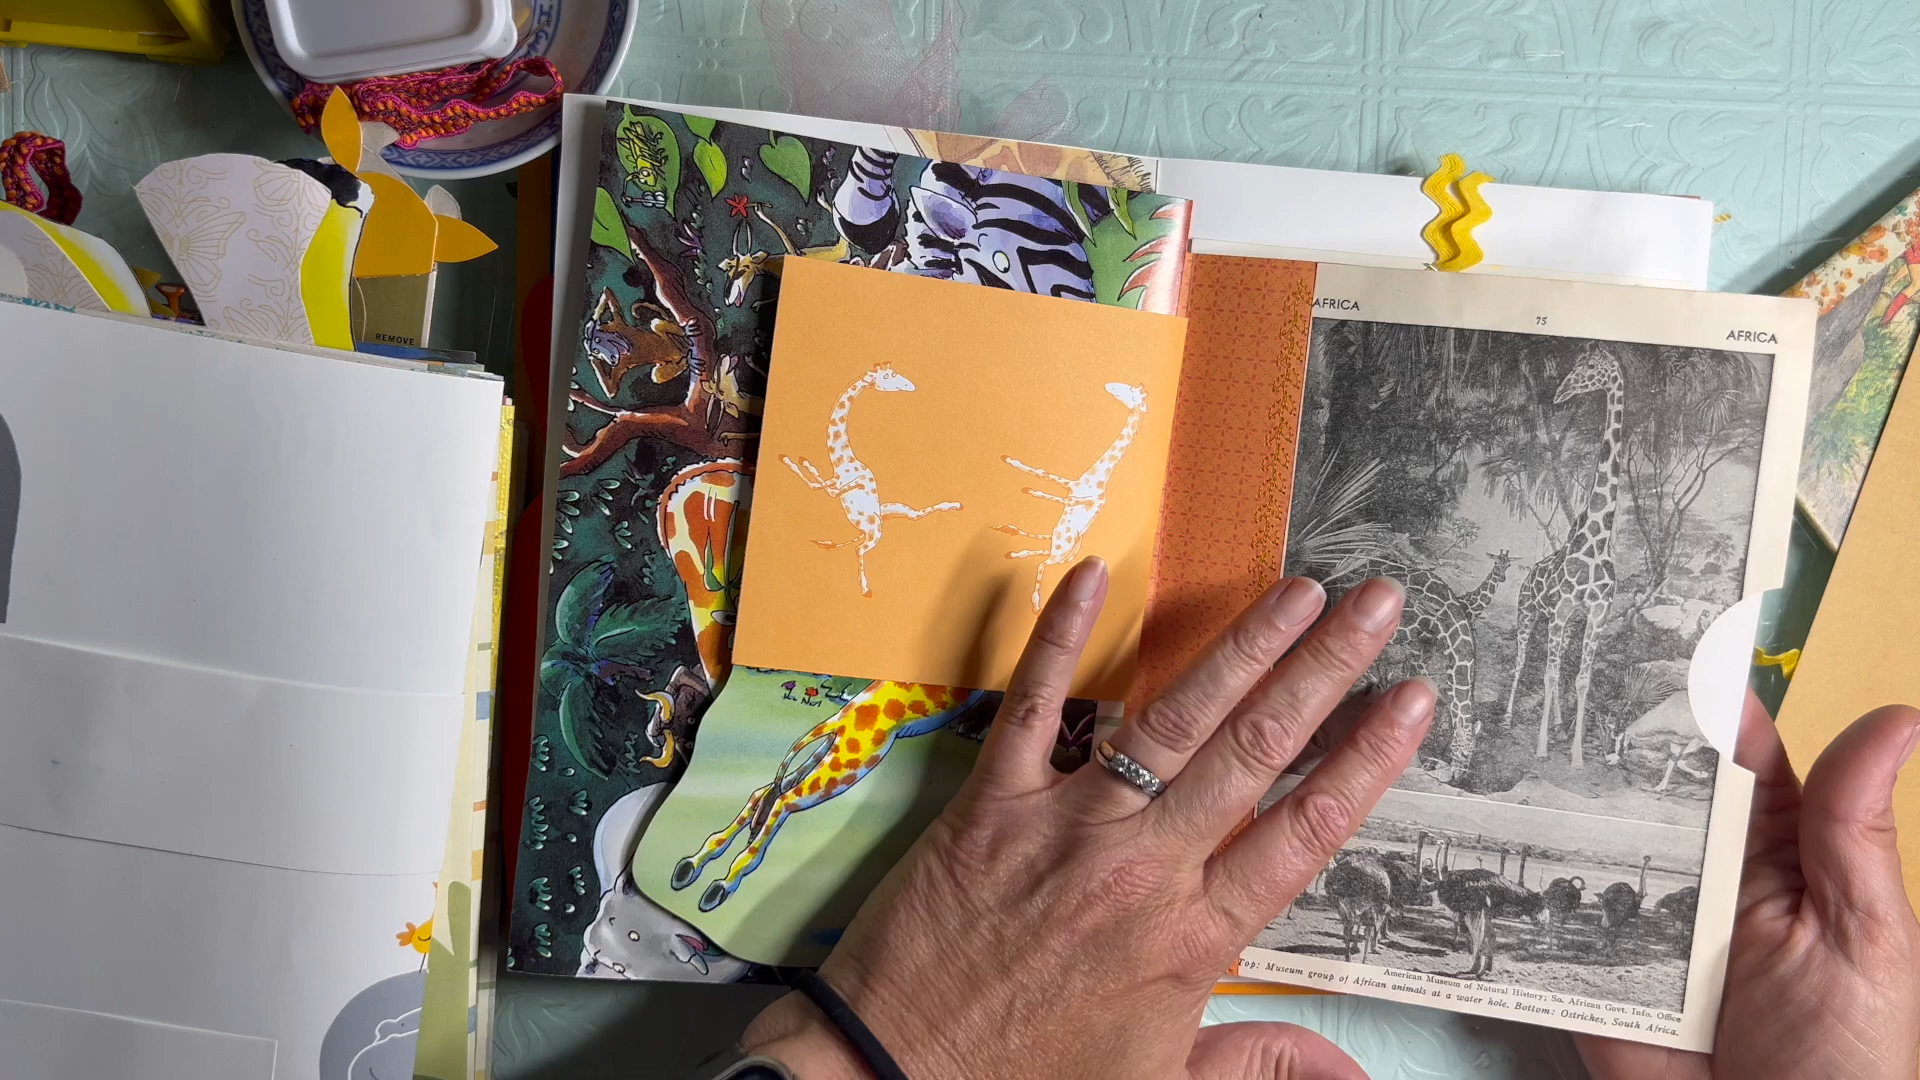 REMOVE
AFRICA
75
AFRICA
American Museum of Natural History; So. African Govt. Info. Office
Top: Museum group of African animals at a water hole. Bottom: Ostriches, South Africa.